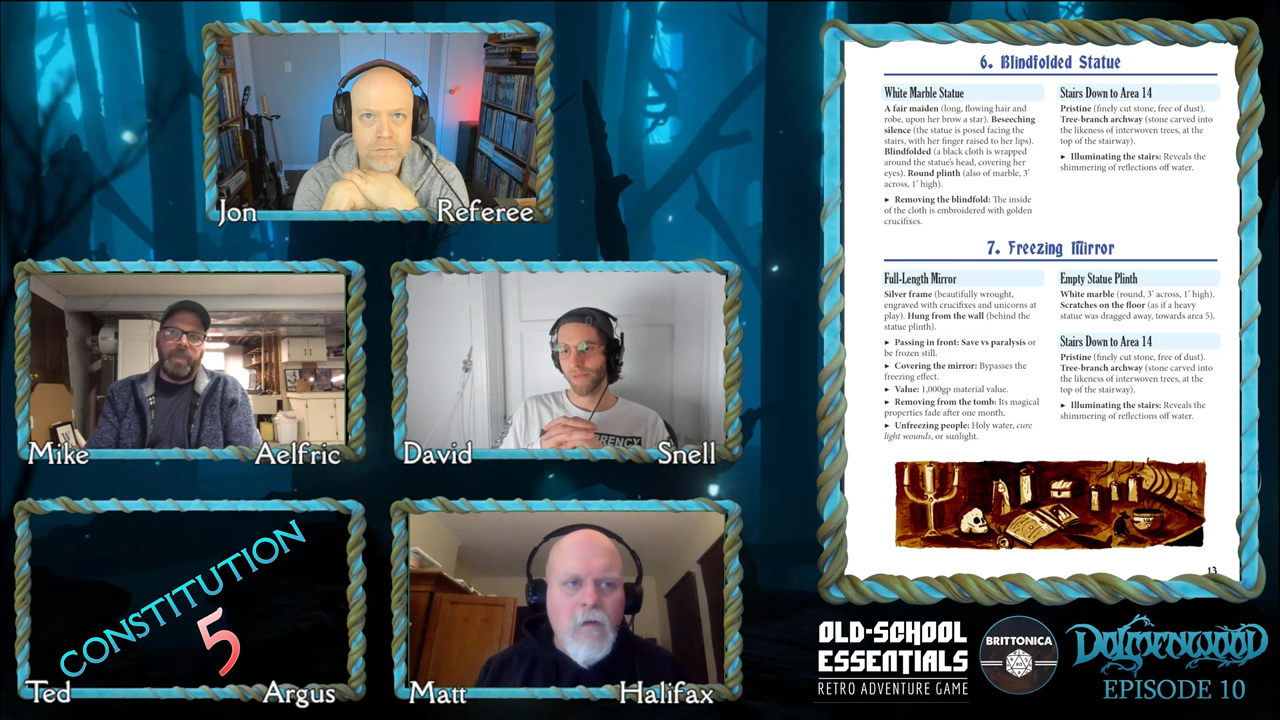 Jon Referee
Mike Aelfric
David Snell
RRENCY
CONSTITUTION
5
Ted Argus
Matt Halifax
6. Blindfolded Statue
White Marble Statue
A fair maiden (long, flowing hair and
robe, upon her brow a star). Beseeching
silence (the statue is posed facing the
stairs, with her finger raised to her lips).
Blindfolded (a black cloth is wrapped
around the statue's head, covering her
eyes). Round plinth (also of marble, 3'
across, 1' high).
► Removing the blindfold: The inside
of the cloth is embroidered with golden
crucifixes.
Stairs Down to Area 14
Pristine (finely cut stone, free of dust).
Tree-branch archway (stone carved into
the likeness of interwoven trees, at the
top of the stairway).
► Illuminating the stairs: Reveals the
shimmering of reflections off water.
7. Freezing Mirror
Full-Length Mirror
Silver frame (beautifully wrought,
engraved with crucifixes and unicorns at
play). Hung from the wall (behind the
statue plinth).
► Passing in front: Save vs paralysis or
be frozen still.
► Covering the mirror: Bypasses the
freezing effect.
► Value: 1,000gp material value.
► Removing from the tomb: Its magical
properties fade after one month.
► Unfreezing people: Holy water, cure
light wounds, or sunlight.
Empty Statue Plinth
White marble (round, 3' across, 1' high).
Scratches on the floor (as if a heavy
statue was dragged away, towards area 5).
Stairs Down to Area 14
Pristine (finely cut stone, free of dust).
Tree-branch archway (stone carved into
the likeness of interwoven trees, at the
top of the stairway).
► Illuminating the stairs: Reveals the
shimmering of reflections off water.
13
OLD-SCHOOL
ESSENTIALS
RETRO ADVENTURE GAME
BRITTONICA
Dolmenwood
EPISODE 10